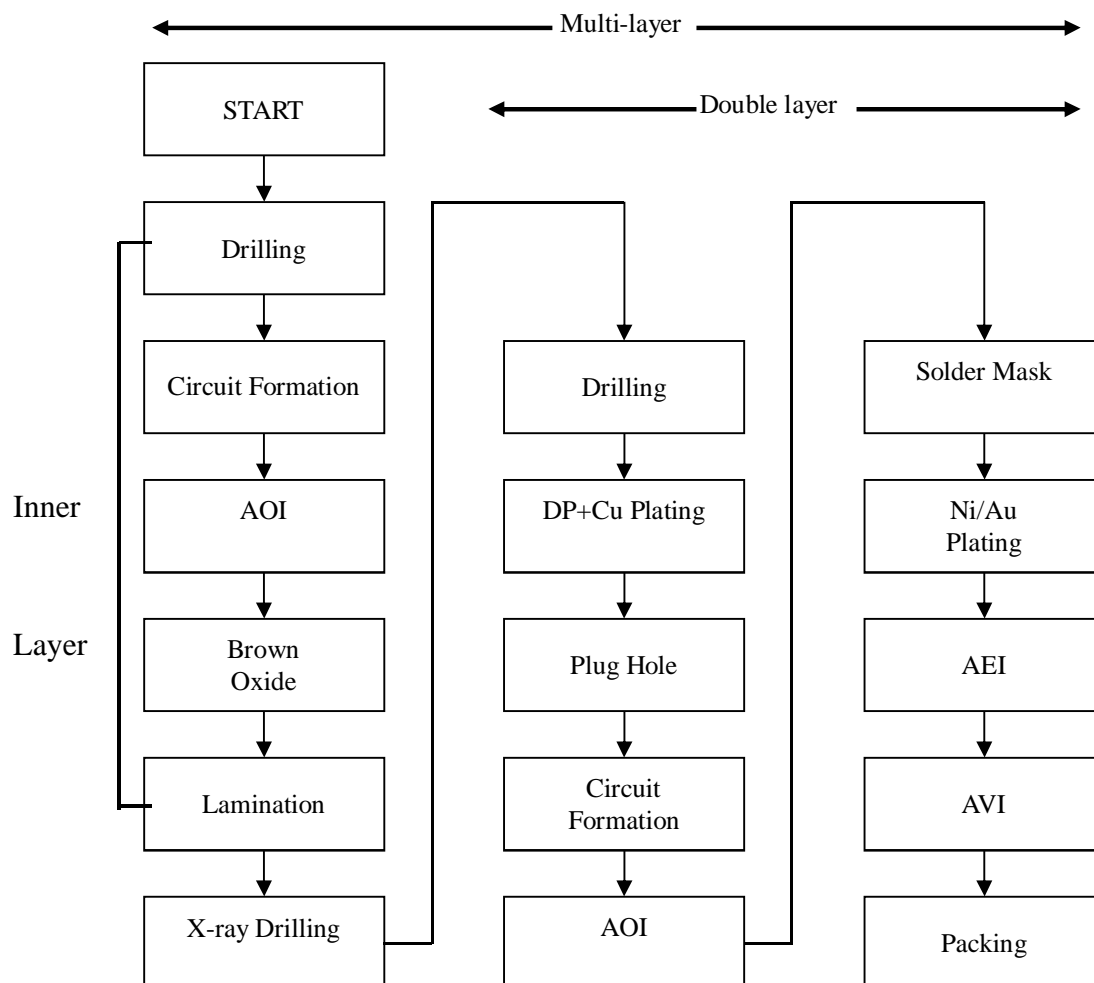 Multi-layer
Double layer
START
Drilling
Circuit Formation
AOI
Brown
Oxide
Lamination
X-ray Drilling
Inner
Layer
Drilling
DP+Cu Plating
Plug Hole
Circuit
Formation
AOI
Solder Mask
Ni/Au
Plating
AEI
AVI
Packing